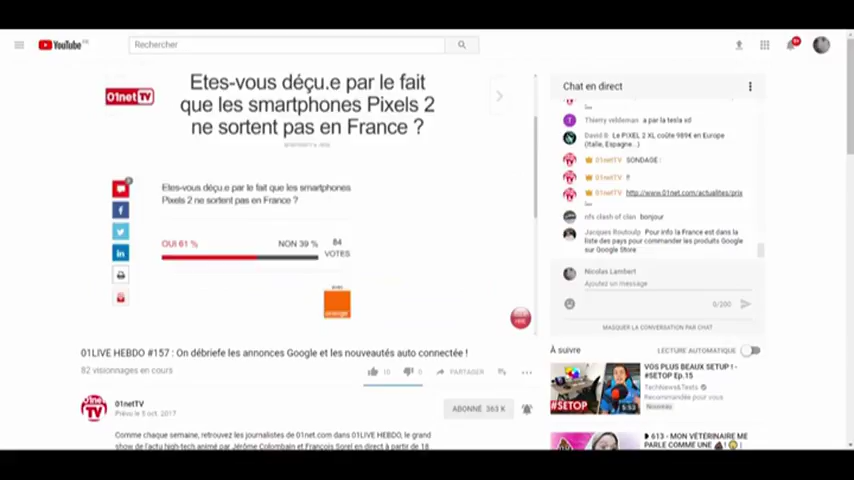 YouTube FR
Rechercher
9+
01net TV
Etes-vous déçu.e par le fait
que les smartphones Pixels 2
ne sortent pas en France ?
Etes-vous déçu.e par le fait que les smartphones
Pixels 2 ne sortent pas en France ?
OUI 61 %
NON 39 %
84
VOTES
orange
01LIVE HEBDO #157 : On débriefe les annonces Google et les nouveautés auto connectée !
82 visionnages en cours
10
0
PARTAGER
01netTV
Prévu le 5 oct. 2017
ABONNÉ 363 K
Comme chaque semaine, retrouvez les journalistes de 01net.com dans 01LIVE HEBDO, le grand
show de l'actu high-tech animé par Jérôme Colombain et François Sorel en direct à partir de 18
Chat en direct
Thierry veldeman a par la tesla xd
David B Le PIXEL 2 XL coûte 989€ en Europe
(Italie, Espagne...)
01netTV SONDAGE :
01netTV !!
01netTV http://www.01net.com/actualites/prix
...
nfs clash of clan bonjour
Jacques Routoulp Pour info la France est dans la
liste des pays pour commander les produits Google
sur Google Store
Nicolas Lambert
Ajoutez un message
0/200
MASQUER LA CONVERSATION PAR CHAT
À suivre
LECTURE AUTOMATIQUE
VOS PLUS BEAUX SETUP ! -
#SETOP Ep.15
TechNews&Tests
Recommandée pour vous
Nouveau
#SETOP
5:53
613 - MON VÉTÉRINAIRE ME
PARLE COMME UNE